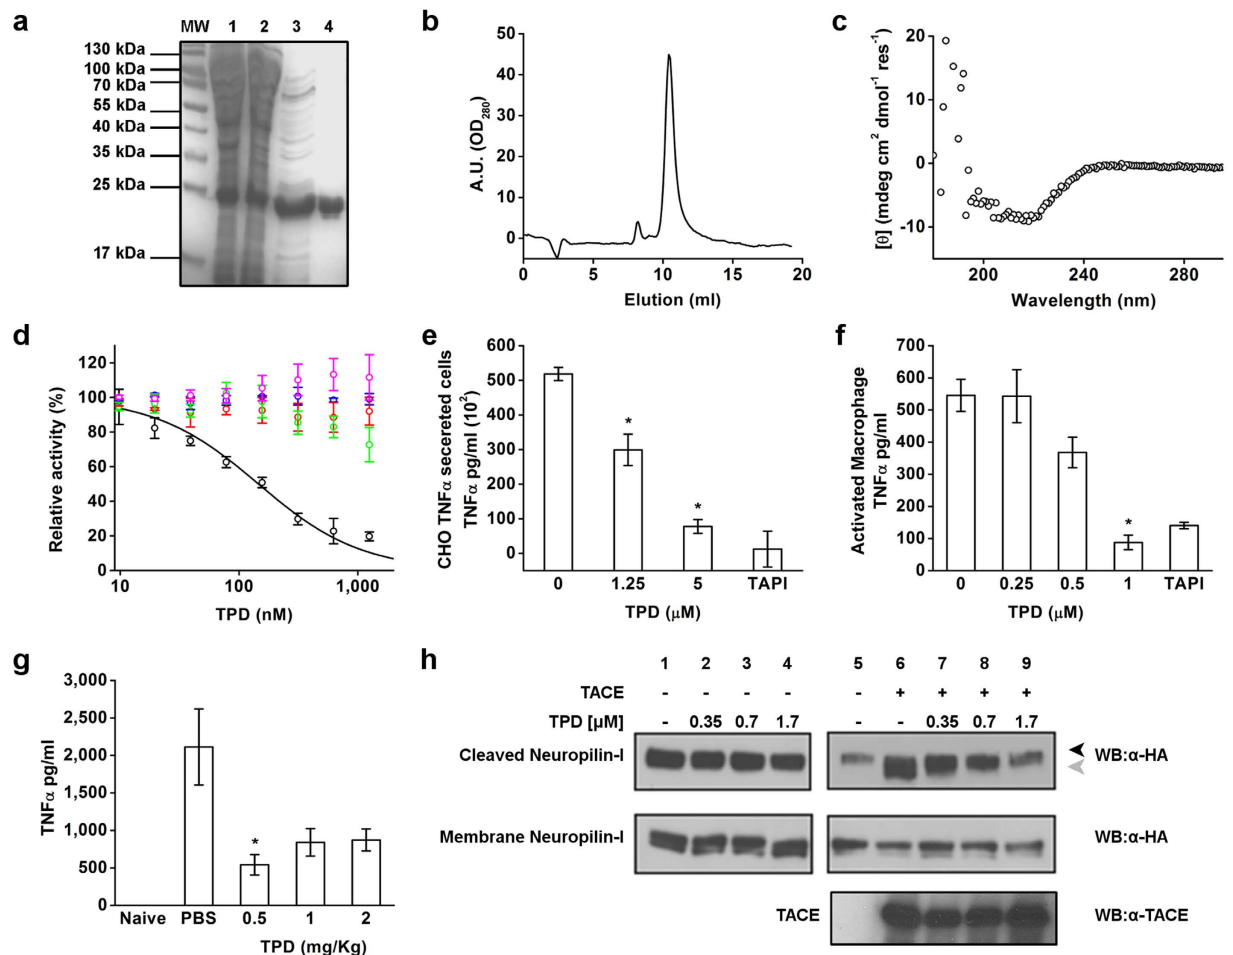 a
MW 1 2 3 4
130 kDa
100 kDa
70 kDa
55 kDa
40 kDa
35 kDa
25 kDa
17 kDa
b
50
40
30
20
10
0
A.U. (OD280)
0 5 10 15 20
Elution (ml)
c
20
10
0
-10
[θ] (mdeg cm² dmol⁻¹ res⁻¹)
200 240 280
Wavelength (nm)
d
120
100
80
60
40
20
0
Relative activity (%)
10 100 1,000
TPD (nM)
e
600
500
400
300
200
100
0
CHO TNFα secereted cells
TNFα pg/ml (10²)
*
*
0 1.25 5 TAPI
TPD (μM)
f
700
600
500
400
300
200
100
0
Activated Macrophage
TNFα pg/ml
*
0 0.25 0.5 1 TAPI
TPD (μM)
g
3,000
2,500
2,000
1,500
1,000
500
0
TNFα pg/ml
*
Naive PBS 0.5 1 2
TPD (mg/Kg)
h
1 2 3 4 5 6 7 8 9
TACE - - - - - + + + +
TPD [μM] - 0.35 0.7 1.7 - - 0.35 0.7 1.7
Cleaved Neuropilin-I WB:α-HA
Membrane Neuropilin-I WB:α-HA
TACE WB:α-TACE